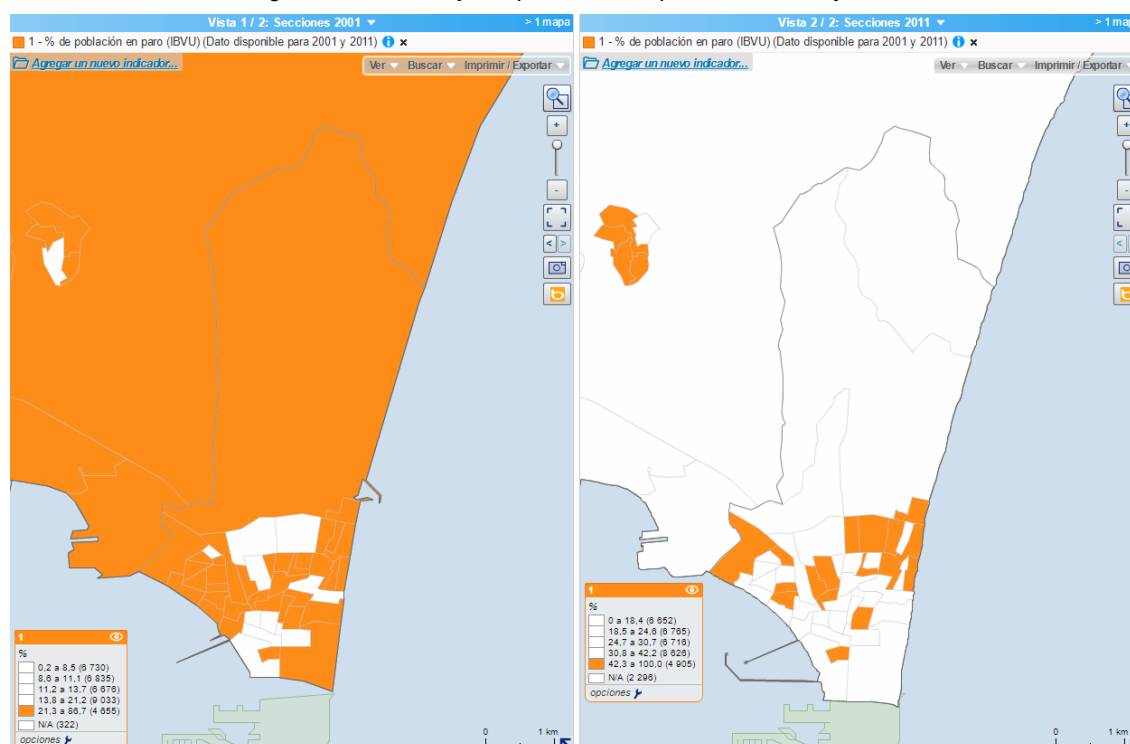 Vista 1 / 2: Secciones 2001
> 1 mapa
1 - % de población en paro (IBVU) (Dato disponible para 2001 y 2011) i x
Agregar un nuevo indicador...
Ver Buscar Imprimir / Exportar
+
-
< >
1
%
0,2 a 8,5 (6 730)
8,6 a 11,1 (6 835)
11,2 a 13,7 (6 676)
13,8 a 21,2 (9 033)
21,3 a 86,7 (4 655)
N/A (322)
opciones
0 1 km
Vista 2 / 2: Secciones 2011
> 1 map
1 - % de población en paro (IBVU) (Dato disponible para 2001 y 2011) i x
Agregar un nuevo indicador...
Ver Buscar Imprimir / Exportar
+
-
<
1
%
0 a 18,4 (6 652)
18,5 a 24,6 (6 765)
24,7 a 30,7 (6 716)
30,8 a 42,2 (8 626)
42,3 a 100,0 (4 905)
N/A (2 296)
opciones
0 1 km